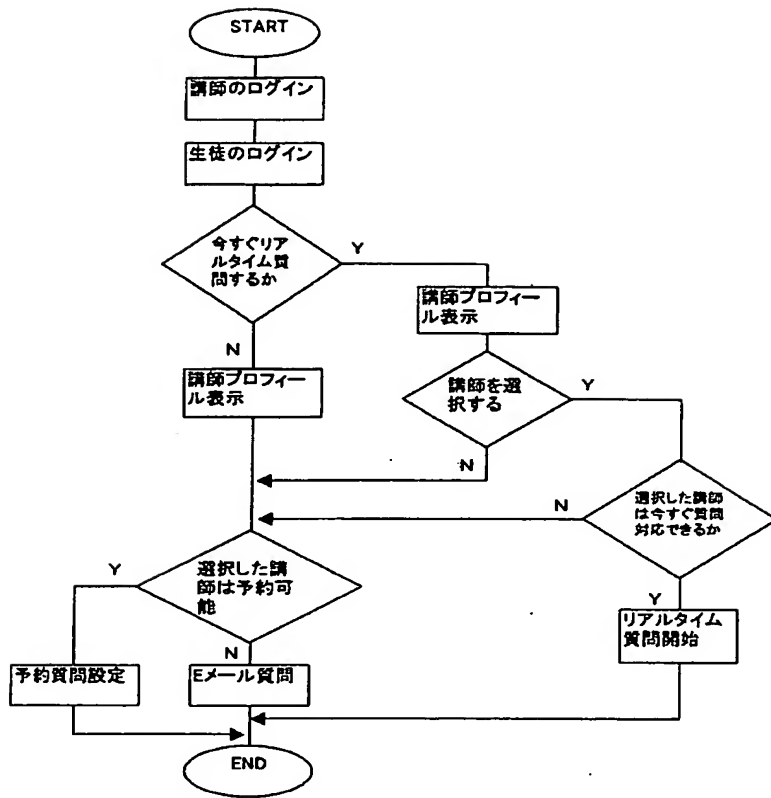 START
講師のログイン
生徒のログイン
今すぐリア
ルタイム質
問するか
Y
N
講師プロフィー
ル表示
講師プロフィー
ル表示
講師を選
択する
Y
N
選択した講師
は今すぐ質問
対応できるか
N
Y
選択した講
師は予約可
能
Y
N
リアルタイム
質問開始
予約質問設定
Eメール質問
END